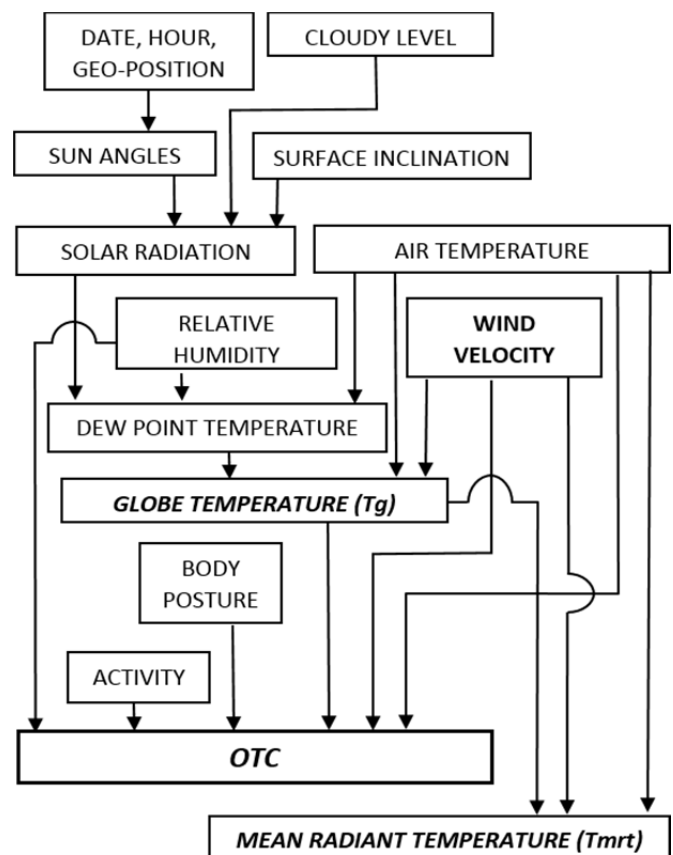 DATE, HOUR,
GEO-POSITION
CLOUDY LEVEL
SUN ANGLES
SURFACE INCLINATION
SOLAR RADIATION
AIR TEMPERATURE
RELATIVE
HUMIDITY
WIND
VELOCITY
DEW POINT TEMPERATURE
GLOBE TEMPERATURE (Tg)
BODY
POSTURE
ACTIVITY
OTC
MEAN RADIANT TEMPERATURE (Tmrt)